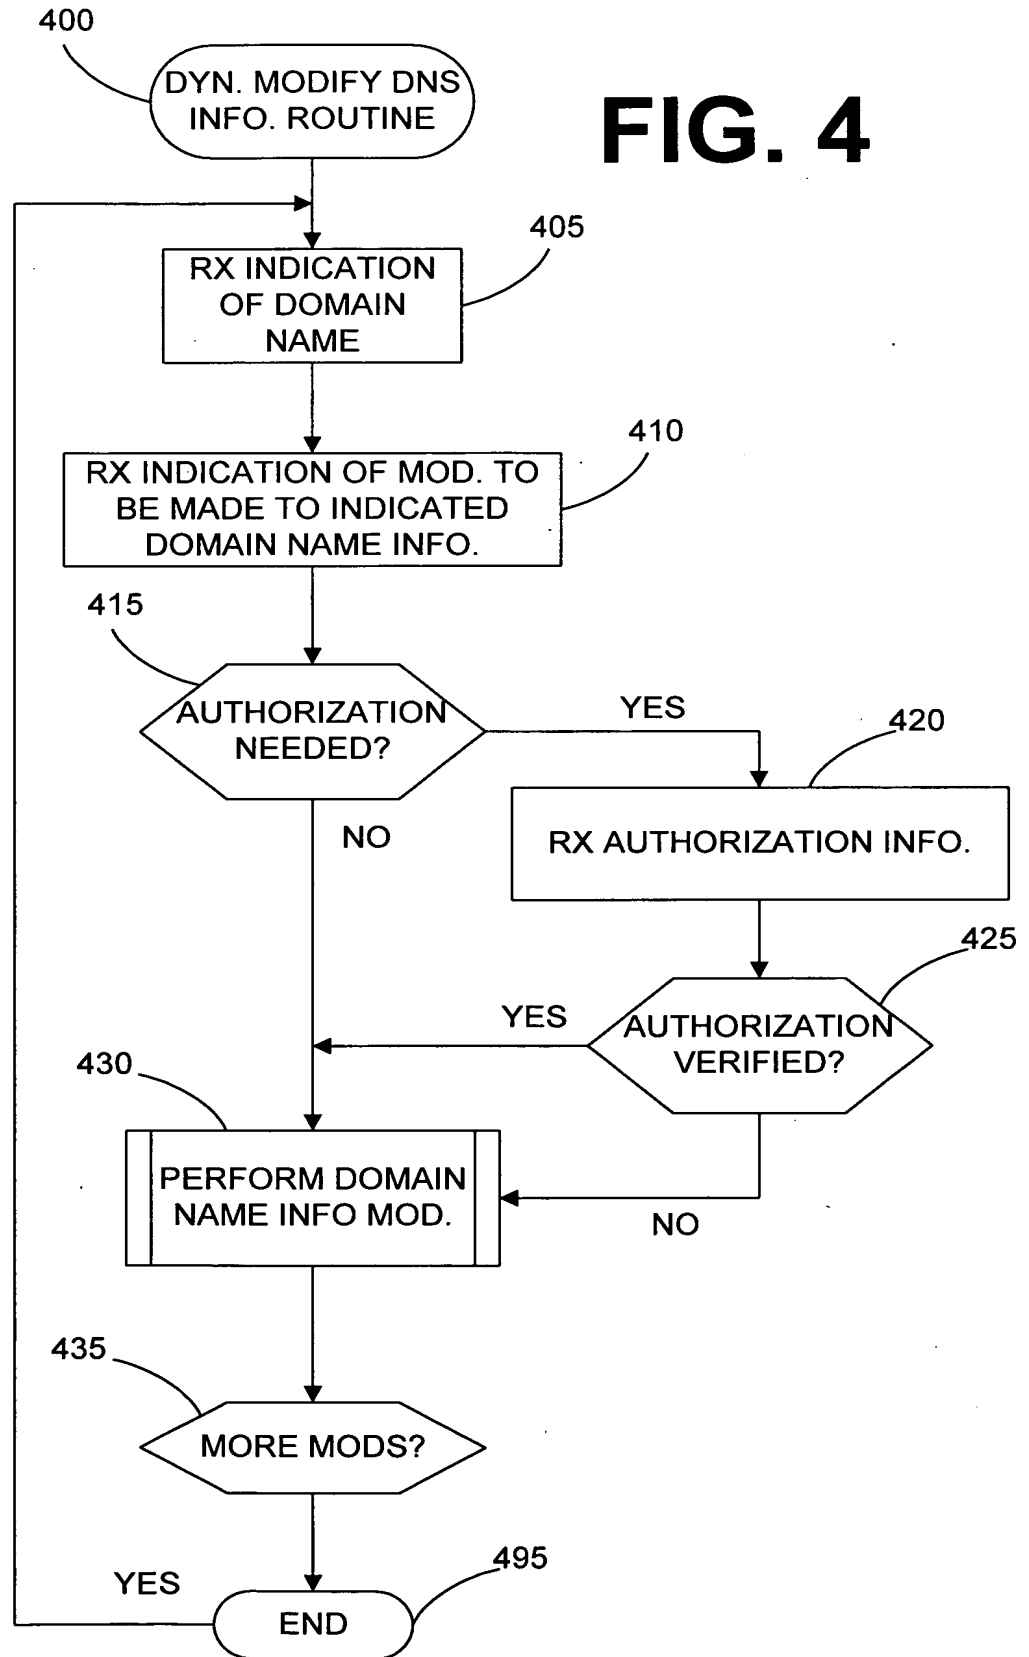 400
DYN. MODIFY DNS
INFO. ROUTINE
FIG. 4
405
RX INDICATION
OF DOMAIN
NAME
410
RX INDICATION OF MOD. TO
BE MADE TO INDICATED
DOMAIN NAME INFO.
415
AUTHORIZATION
NEEDED?
YES
420
NO
RX AUTHORIZATION INFO.
425
YES
AUTHORIZATION
VERIFIED?
430
PERFORM DOMAIN
NAME INFO MOD.
NO
435
MORE MODS?
495
YES
END